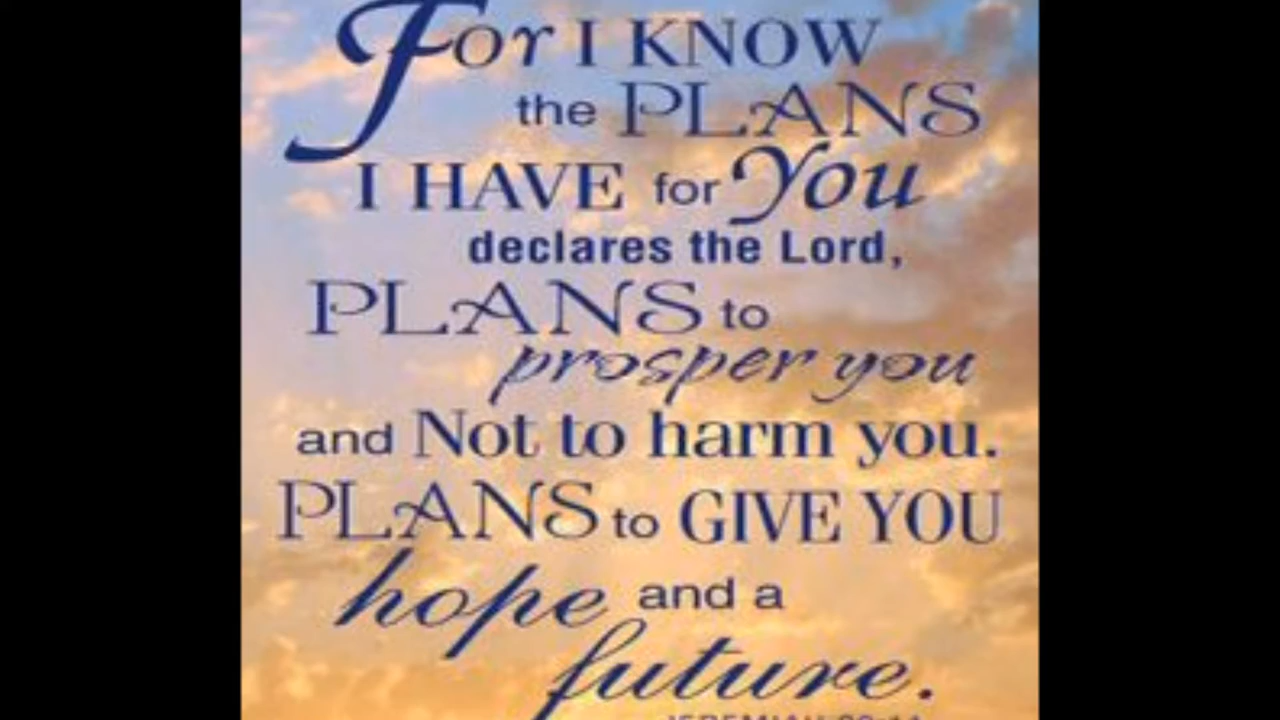 For I KNOW
the PLANS
I HAVE for You
declares the Lord,
PLANS to
prosper you
and Not to harm you.
PLANS to GIVE YOU
hope and a
future.
JEREMIAH